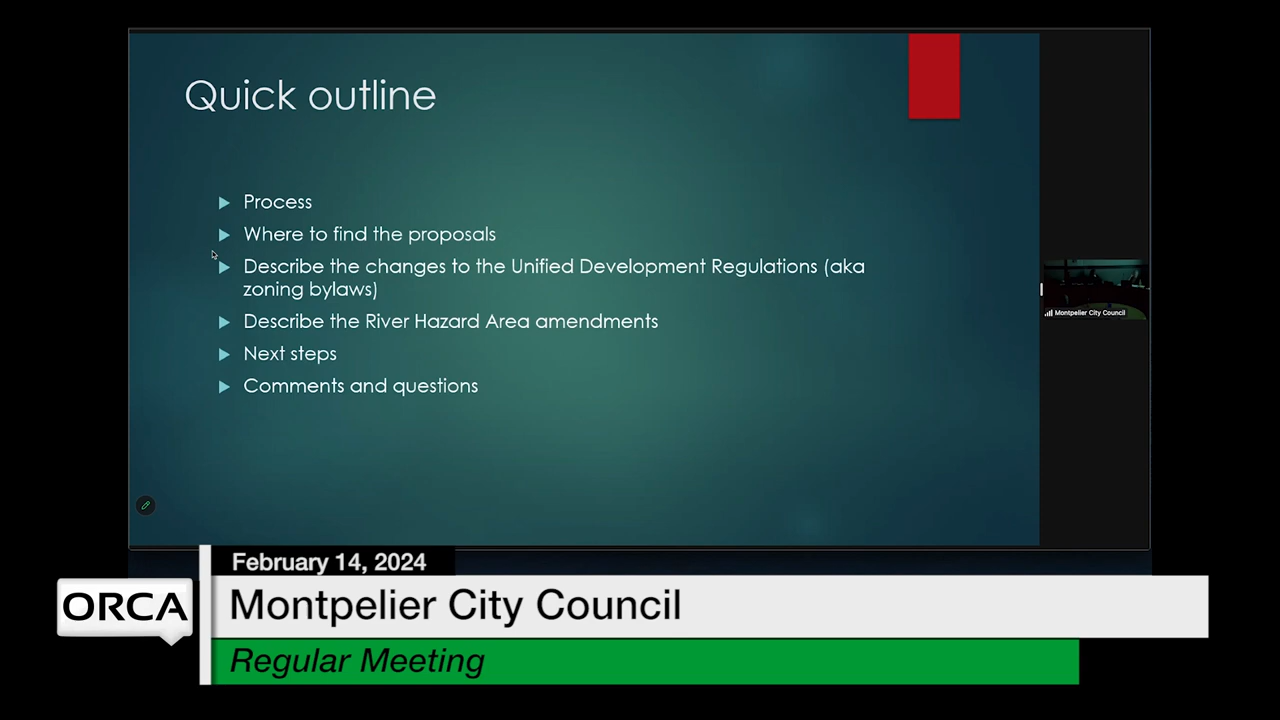 Quick outline
Process
Where to find the proposals
Describe the changes to the Unified Development Regulations (aka
zoning bylaws)
Describe the River Hazard Area amendments
Next steps
Comments and questions
Montpelier City Council
February 14, 2024
ORCA
Montpelier City Council
Regular Meeting